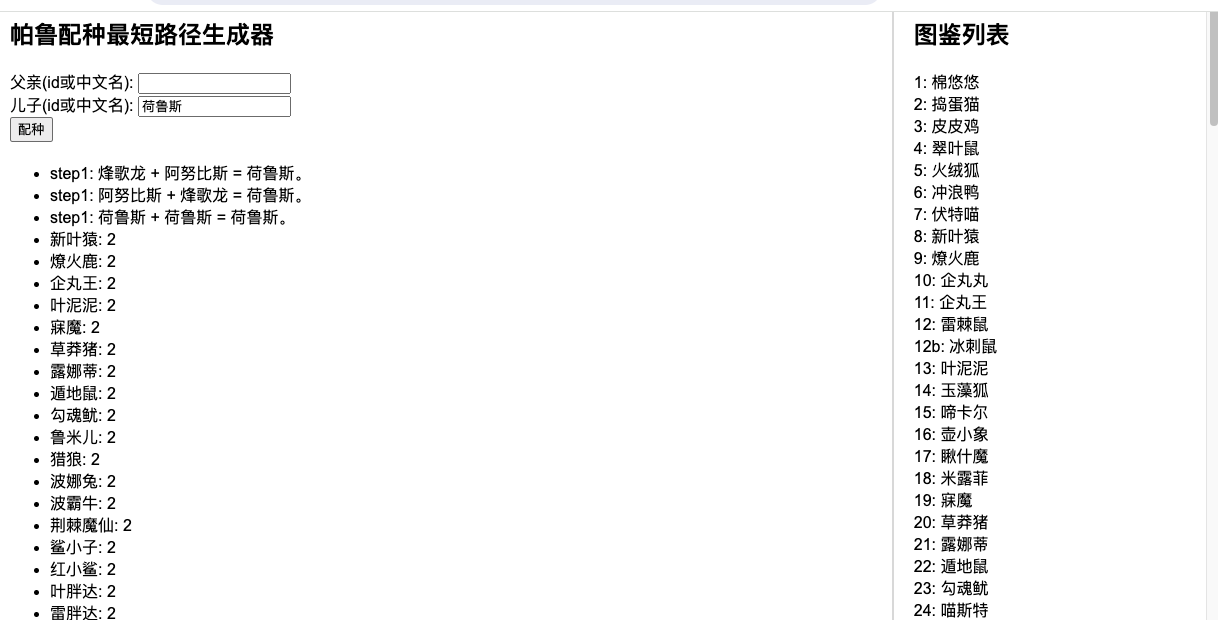 帕鲁配种最短路径生成器
父亲(id或中文名):
儿子(id或中文名): 荷鲁斯
配种
step1: 烽歌龙 + 阿努比斯 = 荷鲁斯。
step1: 阿努比斯 + 烽歌龙 = 荷鲁斯。
step1: 荷鲁斯 + 荷鲁斯 = 荷鲁斯。
新叶猿: 2
燎火鹿: 2
企丸王: 2
叶泥泥: 2
寐魔: 2
草莽猪: 2
露娜蒂: 2
遁地鼠: 2
勾魂鱿: 2
鲁米儿: 2
猎狼: 2
波娜兔: 2
波霸牛: 2
荆棘魔仙: 2
鲨小子: 2
红小鲨: 2
叶胖达: 2
雷胖达: 2
图鉴列表
1: 棉悠悠
2: 捣蛋猫
3: 皮皮鸡
4: 翠叶鼠
5: 火绒狐
6: 冲浪鸭
7: 伏特喵
8: 新叶猿
9: 燎火鹿
10: 企丸丸
11: 企丸王
12: 雷棘鼠
12b: 冰刺鼠
13: 叶泥泥
14: 玉藻狐
15: 啼卡尔
16: 壶小象
17: 瞅什魔
18: 米露菲
19: 寐魔
20: 草莽猪
21: 露娜蒂
22: 遁地鼠
23: 勾魂鱿
24: 喵斯特